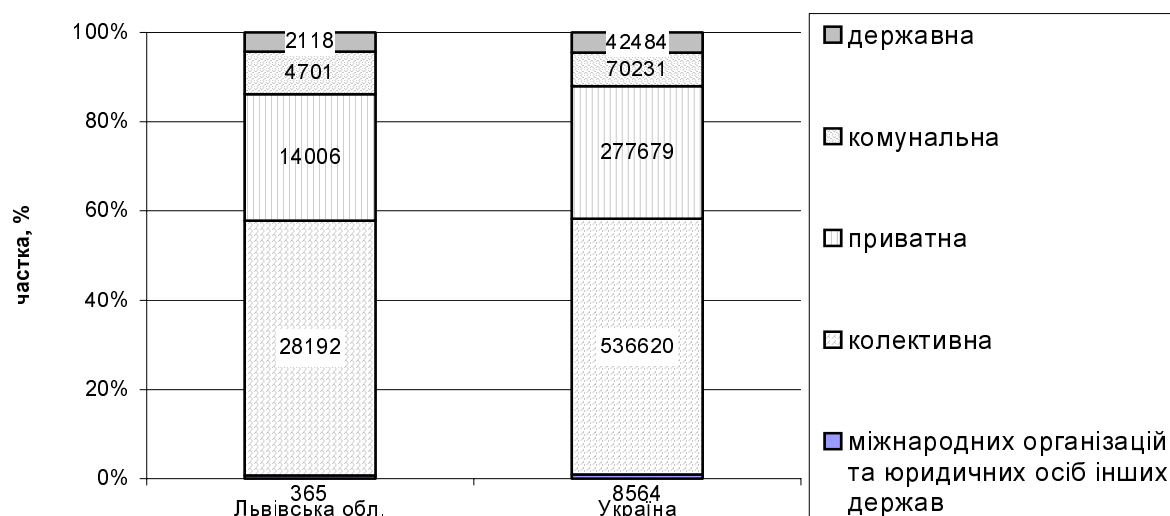 частка, %
100%
80%
60%
40%
20%
0%
2118
4701
14006
28192
365
Львівська обл.
42484
70231
277679
536620
8564
Україна
державна
комунальна
приватна
колективна
міжнародних організацій
та юридичних осіб інших
держав